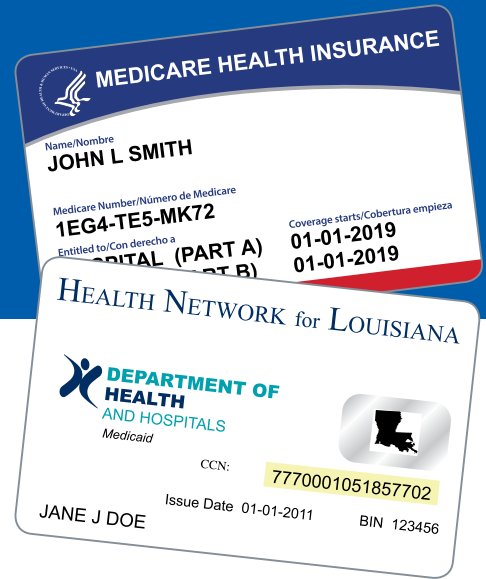 MEDICARE HEALTH INSURANCE
Name/Nombre
JOHN L SMITH
Medicare Number/Número de Medicare
1EG4-TE5-MK72
Entitled to/Con derecho a
Coverage starts/Cobertura empieza
(PART A)
01-01-2019
B)
01-01-2019
HEALTH NETWORK for LOUISIANA
DEPARTMENT OF
HEALTH
AND HOSPITALS
Medicaid
CCN:
7770001051857702
Issue Date 01-01-2011
BIN 123456
JANE J DOE